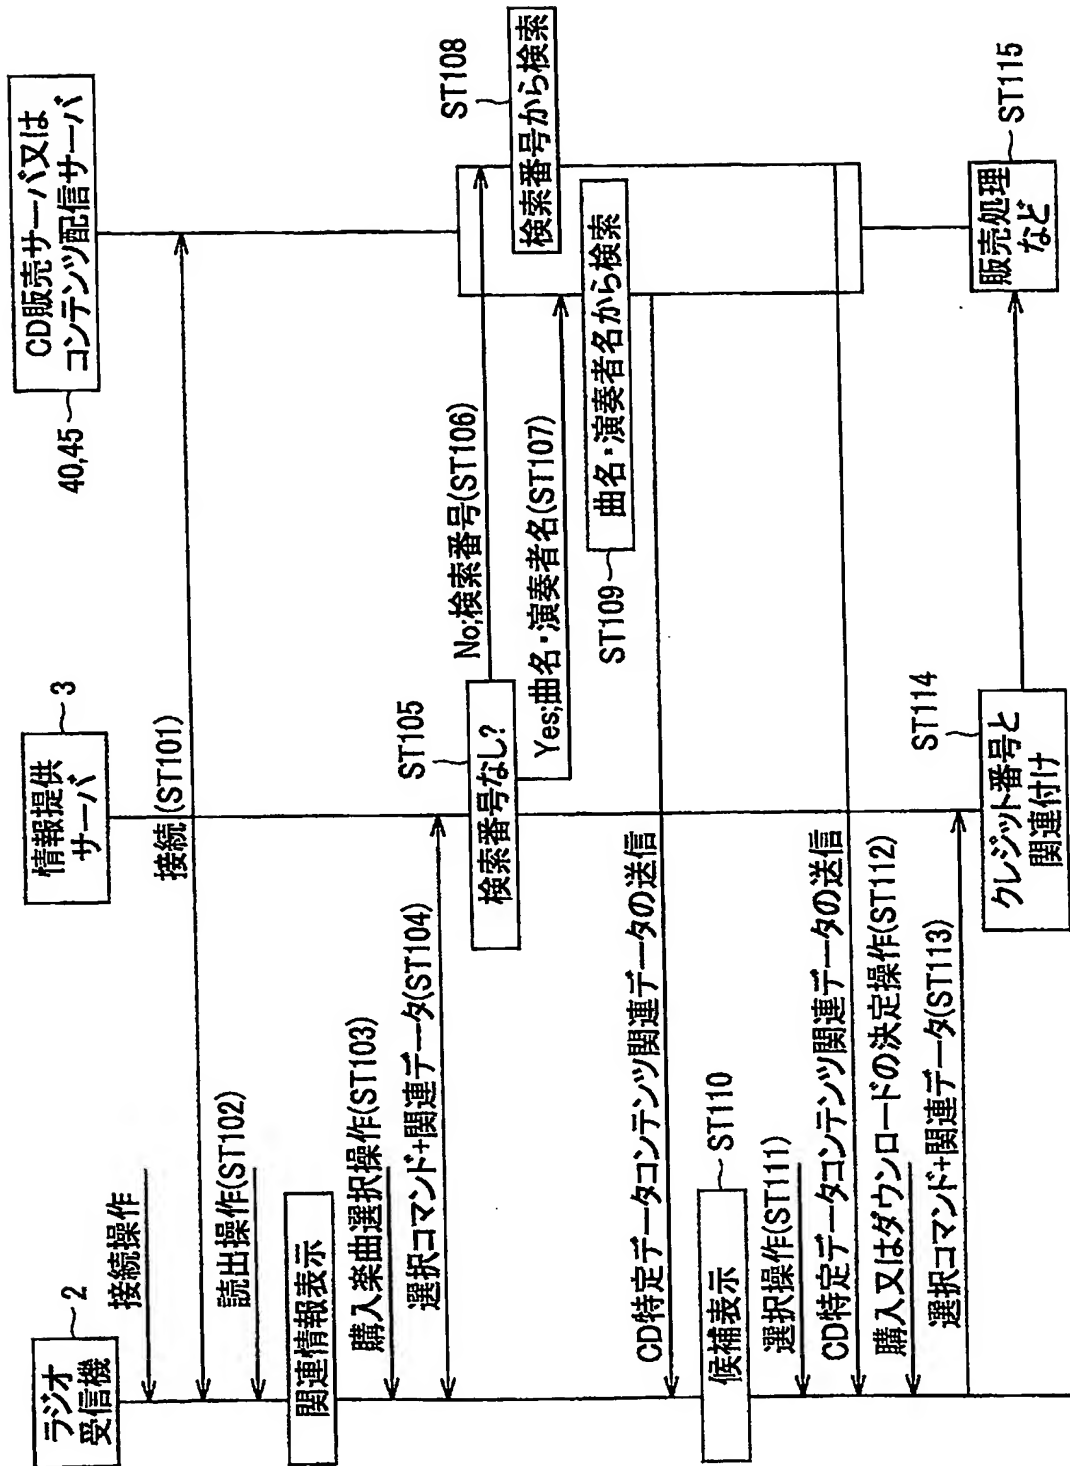 ラジオ
受信機
2
情報提供
サーバ
3
CD販売サーバ又は
コンテンツ配信サーバ
40,45
接続操作
接続(ST101)
読出操作(ST102)
関連情報表示
購入楽曲選択操作(ST103)
選択コマンド+関連データ(ST104)
検索番号なし?
ST105
No;検索番号(ST106)
Yes;曲名・演奏者名(ST107)
検索番号から検索
ST108
曲名・演奏者名から検索
ST109
CD特定データコンテンツ関連データの送信
候補表示
ST110
選択操作(ST111)
CD特定データコンテンツ関連データの送信
購入又はダウンロードの決定操作(ST112)
選択コマンド+関連データ(ST113)
クレジット番号と
関連付け
ST114
販売処理
など
ST115